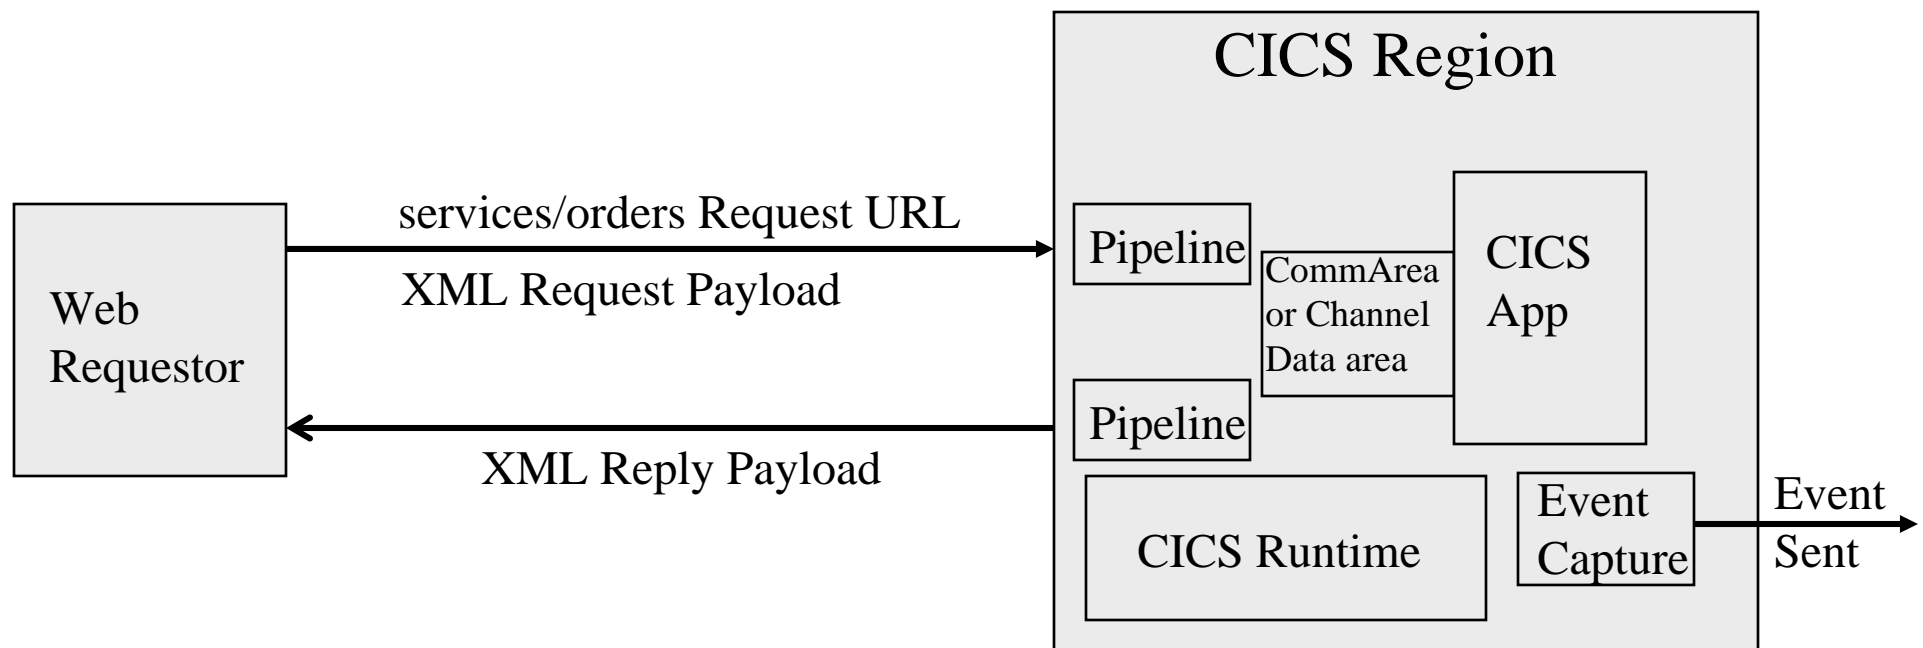 CICS Region
services/orders Request URL
XML Request Payload
Web
Requestor
XML Reply Payload
Pipeline
CommArea
or Channel
Data area
CICS
App
Pipeline
CICS Runtime
Event
Capture
Event
Sent